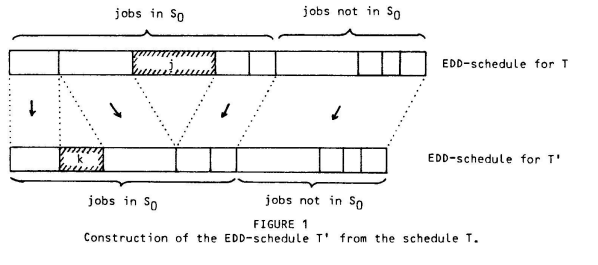 jobs in S0 jobs not in S0
j EDD-schedule for T
k EDD-schedule for T'
jobs in S0 jobs not in S0
FIGURE 1
Construction of the EDD-schedule T' from the schedule T.